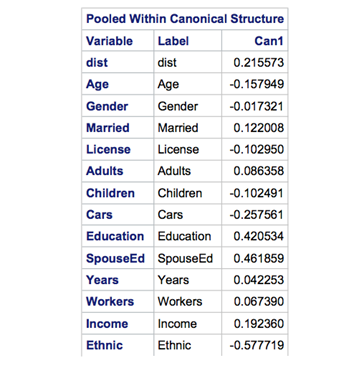 Pooled Within Canonical Structure
Variable Label Can1
dist dist 0.215573
Age Age -0.157949
Gender Gender -0.017321
Married Married 0.122008
License License -0.102950
Adults Adults 0.086358
Children Children -0.102491
Cars Cars -0.257561
Education Education 0.420534
SpouseEd SpouseEd 0.461859
Years Years 0.042253
Workers Workers 0.067390
Income Income 0.192360
Ethnic Ethnic -0.577719